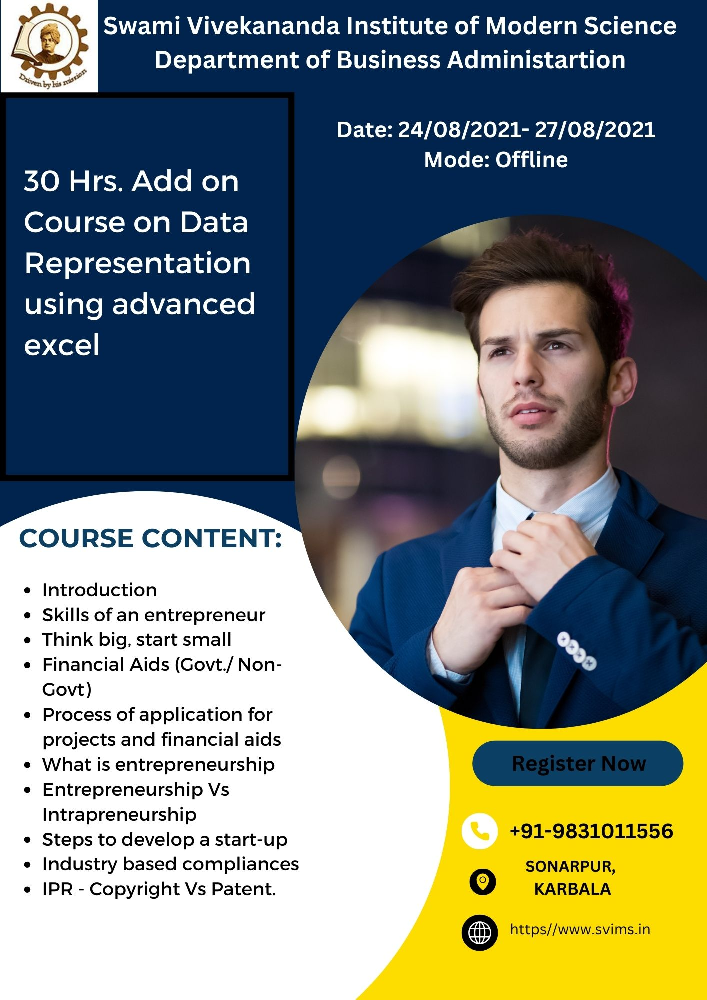 Swami Vivekananda Institute of Modern Science
Department of Business Administartion
Driven by his mission
Date: 24/08/2021- 27/08/2021
Mode: Offline
30 Hrs. Add on
Course on Data
Representation
using advanced
excel
COURSE CONTENT:
• Introduction
• Skills of an entrepreneur
• Think big, start small
• Financial Aids (Govt./ Non-
Govt)
• Process of application for
projects and financial aids
• What is entrepreneurship
• Entrepreneurship Vs
Intrapreneurship
• Steps to develop a start-up
• Industry based compliances
• IPR - Copyright Vs Patent.
Register Now
+91-9831011556
SONARPUR,
KARBALA
https//www.svims.in